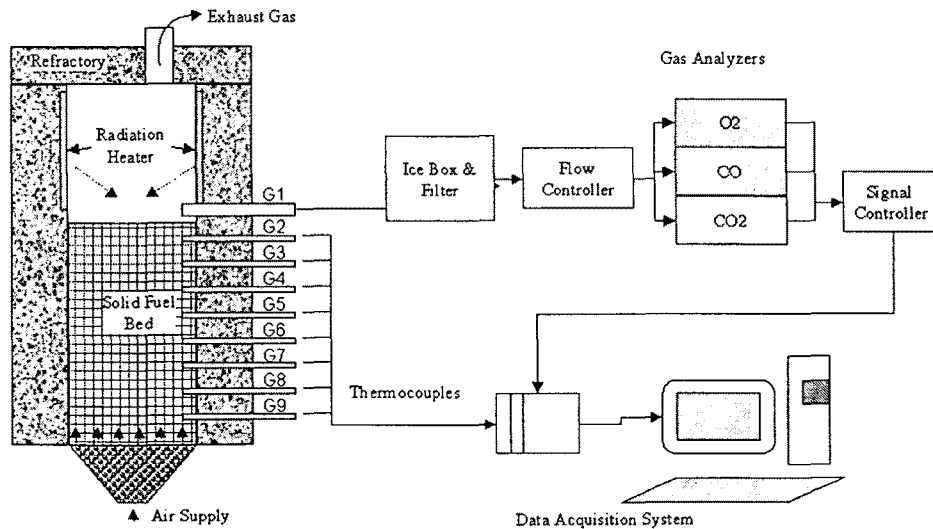 Exhaust Gas
Refractory
Gas Analyzers
Radiation
Heater
O2
Ice Box &
Filter
Flow
Controller
CO
Signal
Controller
CO2
G1
G2
G3
G4
Solid Fuel
Bed
G5
G6
G7
G8
G9
Thermocouples
Air Supply
Data Acquisition System